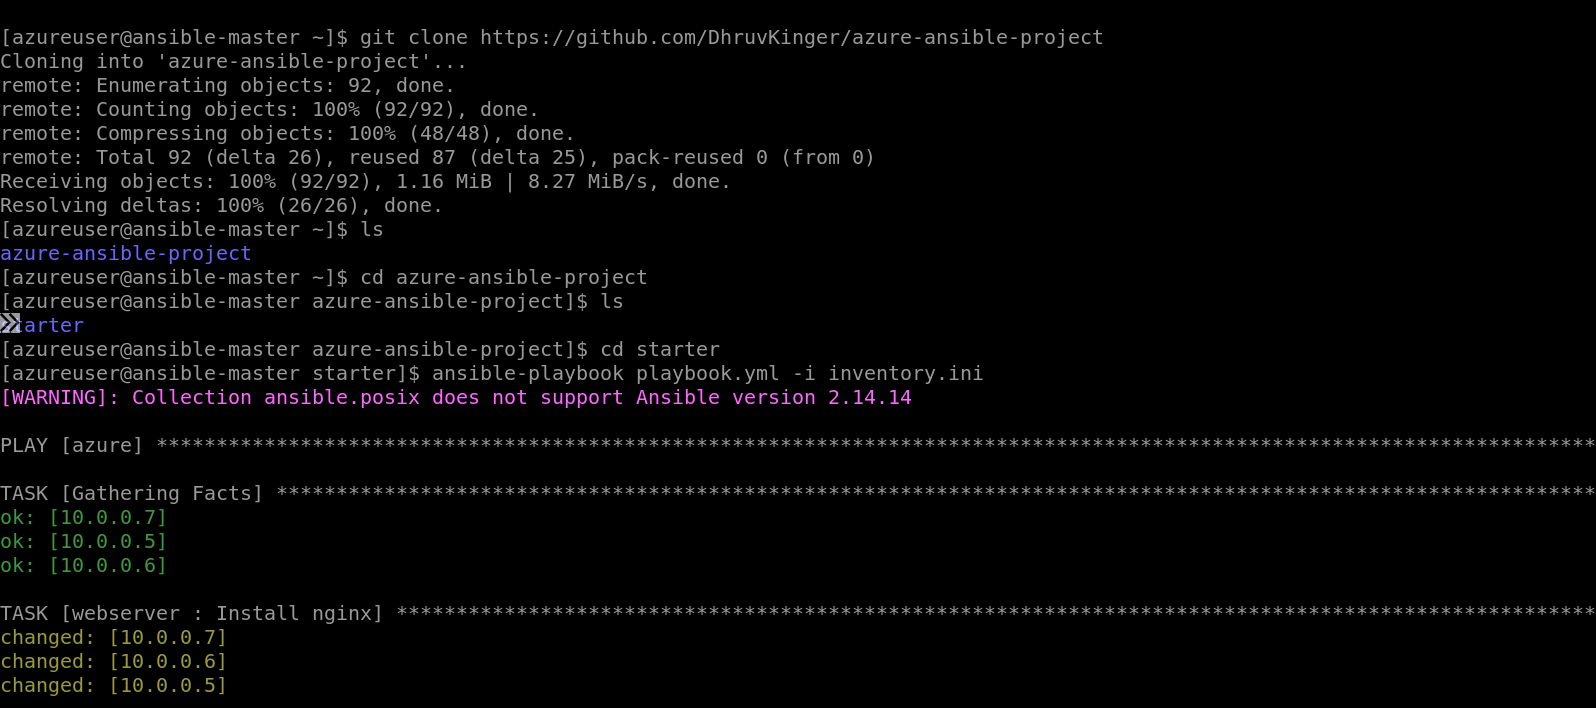 [azureuser@ansible-master ~]$ git clone https://github.com/DhruvKinger/azure-ansible-project
Cloning into 'azure-ansible-project'...
remote: Enumerating objects: 92, done.
remote: Counting objects: 100% (92/92), done.
remote: Compressing objects: 100% (48/48), done.
remote: Total 92 (delta 26), reused 87 (delta 25), pack-reused 0 (from 0)
Receiving objects: 100% (92/92), 1.16 MiB | 8.27 MiB/s, done.
Resolving deltas: 100% (26/26), done.
[azureuser@ansible-master ~]$ ls
azure-ansible-project
[azureuser@ansible-master ~]$ cd azure-ansible-project
[azureuser@ansible-master azure-ansible-project]$ ls
starter
[azureuser@ansible-master azure-ansible-project]$ cd starter
[azureuser@ansible-master starter]$ ansible-playbook playbook.yml -i inventory.ini
[WARNING]: Collection ansible.posix does not support Ansible version 2.14.14
PLAY [azure] ************************************************************************************************************************
TASK [Gathering Facts] **************************************************************************************************************
ok: [10.0.0.7]
ok: [10.0.0.5]
ok: [10.0.0.6]
TASK [webserver : Install nginx] ****************************************************************************************************
changed: [10.0.0.7]
changed: [10.0.0.6]
changed: [10.0.0.5]